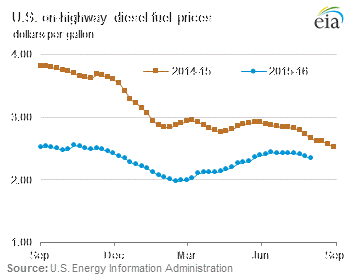 U.S. on-highway diesel fuel prices
dollars per gallon
eia
4.00
2014-15
2015-16
3.00
2.00
1.00
Sep
Dec
Mar
Jun
Sep
Source: U.S. Energy Information Administration